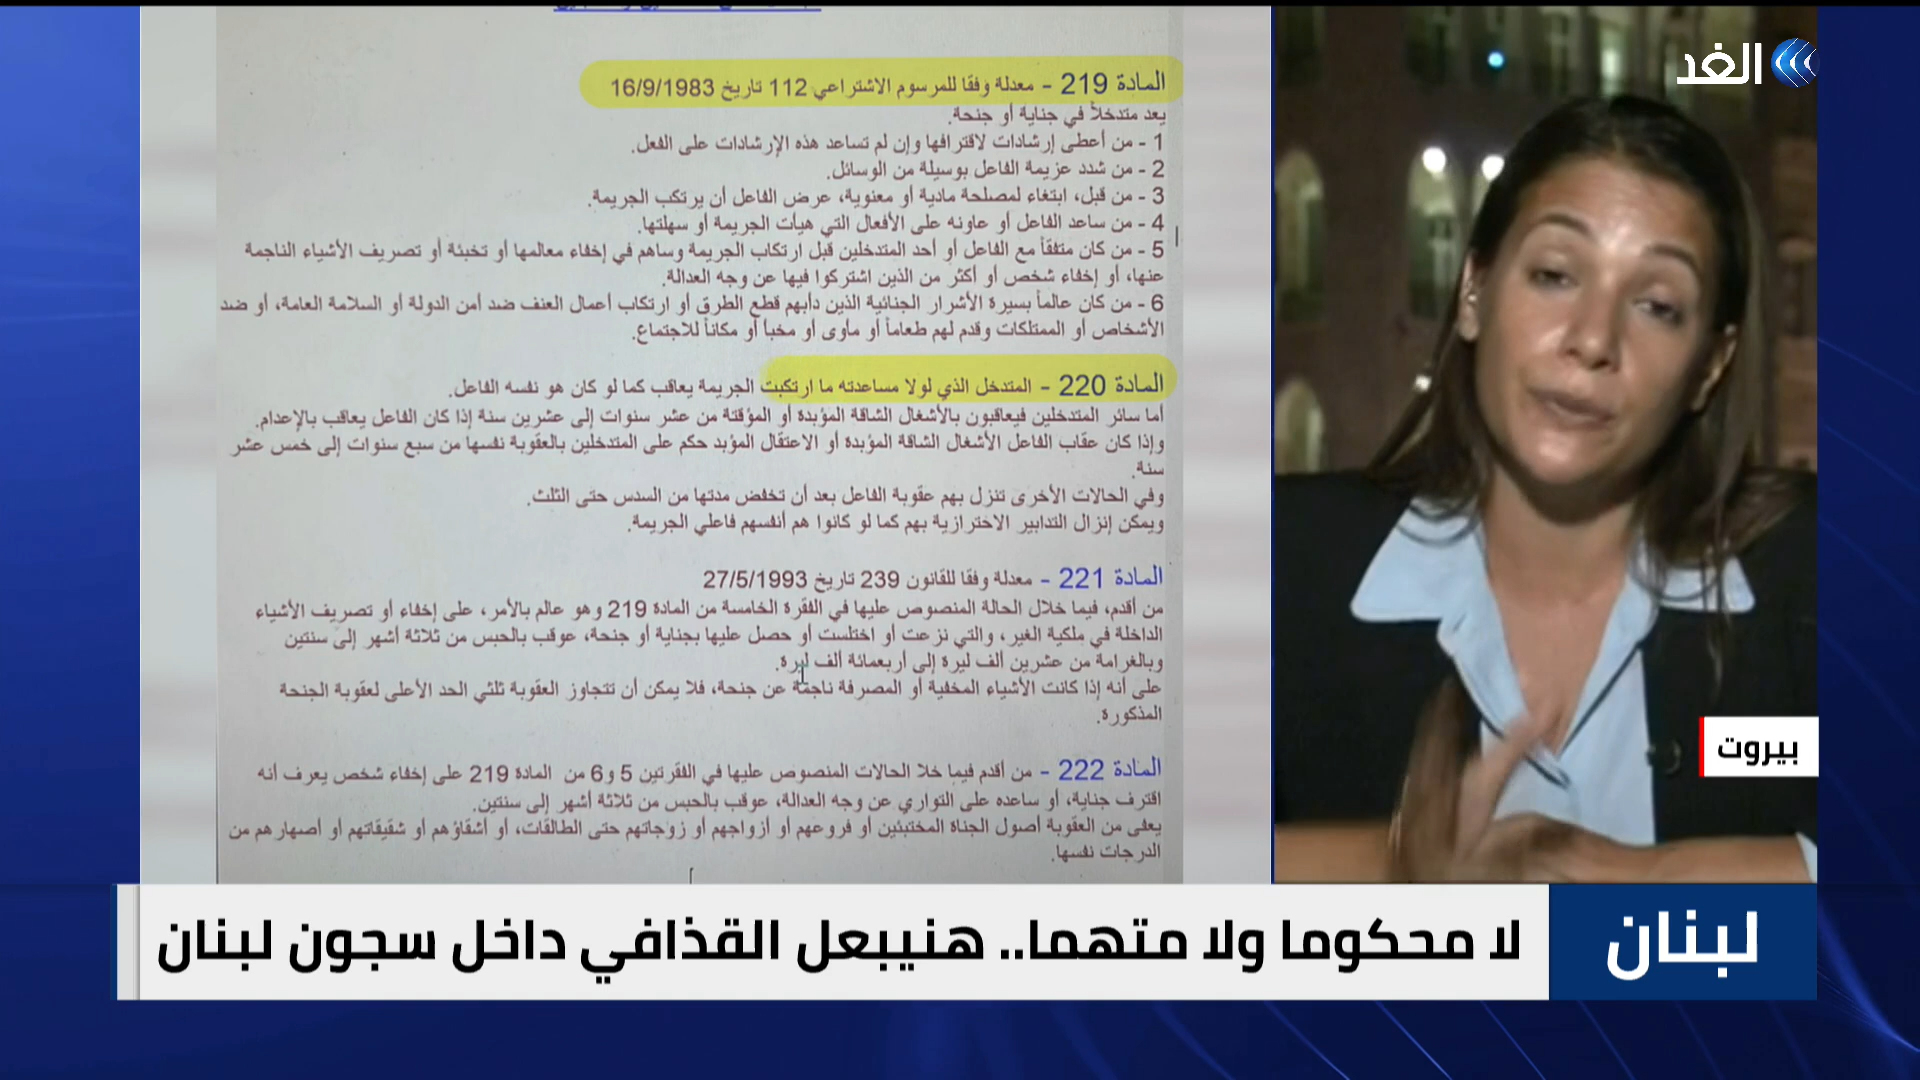 المادة 219 - معدلة وفقا للمرسوم الاشتراعي 112 تاريخ 16/9/1983
يعد متدخلاً في جناية أو جنحة.
1 - من أعطى إرشادات لاقترافها وإن لم تساعد هذه الإرشادات على الفعل.
2 - من شدد عزيمة الفاعل بوسيلة من الوسائل.
3 - من قبل، ابتغاء لمصلحة مادية أو معنوية، عرض الفاعل أن يرتكب الجريمة.
4 - من ساعد الفاعل أو عاونه على الأفعال التي هيأت الجريمة أو سهلتها.
5 - من كان متفقاً مع الفاعل أو أحد المتدخلين قبل ارتكاب الجريمة وساهم في إخفاء معالمها أو تخبئة أو تصريف الأشياء الناجمة
عنها، أو إخفاء شخص أو أكثر من الذين اشتركوا فيها عن وجه العدالة.
6 - من كان عالماً بسيرة الأشرار الجنائية الذين دأبهم قطع الطرق أو ارتكاب أعمال العنف ضد أمن الدولة أو السلامة العامة، أو ضد
الأشخاص أو الممتلكات وقدم لهم طعاماً أو مأوى أو مخبأ أو مكاناً للاجتماع.
المادة 220 - المتدخل الذي لولا مساعدته ما ارتكبت الجريمة يعاقب كما لو كان هو نفسه الفاعل.
أما سائر المتدخلين فيعاقبون بالأشغال الشاقة المؤبدة أو المؤقتة من عشر سنوات إلى عشرين سنة إذا كان الفاعل يعاقب بالإعدام.
وإذا كان عقاب الفاعل الأشغال الشاقة المؤبدة أو الاعتقال المؤبد حكم على المتدخلين بالعقوبة نفسها من سبع سنوات إلى خمس عشر
سنة.
وفي الحالات الأخرى تنزل بهم عقوبة الفاعل بعد أن تخفض مدتها من السدس حتى الثلث.
ويمكن إنزال التدابير الاحترازية بهم كما لو كانوا هم أنفسهم فاعلي الجريمة.
المادة 221 - معدلة وفقا للقانون 239 تاريخ 27/5/1993
من أقدم، فيما خلال الحالة المنصوص عليها في الفقرة الخامسة من المادة 219 وهو عالم بالأمر، على إخفاء أو تصريف الأشياء
الداخلة في ملكية الغير، والتي نزعت أو اختلست أو حصل عليها بجناية أو جنحة، عوقب بالحبس من ثلاثة أشهر إلى سنتين
وبالغرامة من عشرين ألف ليرة إلى أربعمائة ألف ليرة.
على أنه إذا كانت الأشياء المخفية أو المصرفة ناجمة عن جنحة، فلا يمكن أن تتجاوز العقوبة ثلثي الحد الأعلى لعقوبة الجنحة
المذكورة.
المادة 222 - من أقدم فيما خلا الحالات المنصوص عليها في الفقرتين 5 و6 من المادة 219 على إخفاء شخص يعرف أنه
اقترف جناية، أو ساعده على التواري عن وجه العدالة، عوقب بالحبس من ثلاثة أشهر إلى سنتين.
يعفى من العقوبة أصول الجناة المختبئين أو فروعهم أو أزواجهم أو زوجاتهم حتى الطالقات، أو أشقاؤهم أو شقيقاتهم أو أصهارهم من
الدرجات نفسها.
الغد
بيروت
لبنان
لا محكوما ولا متهما.. هنيبعل القذافي داخل سجون لبنان